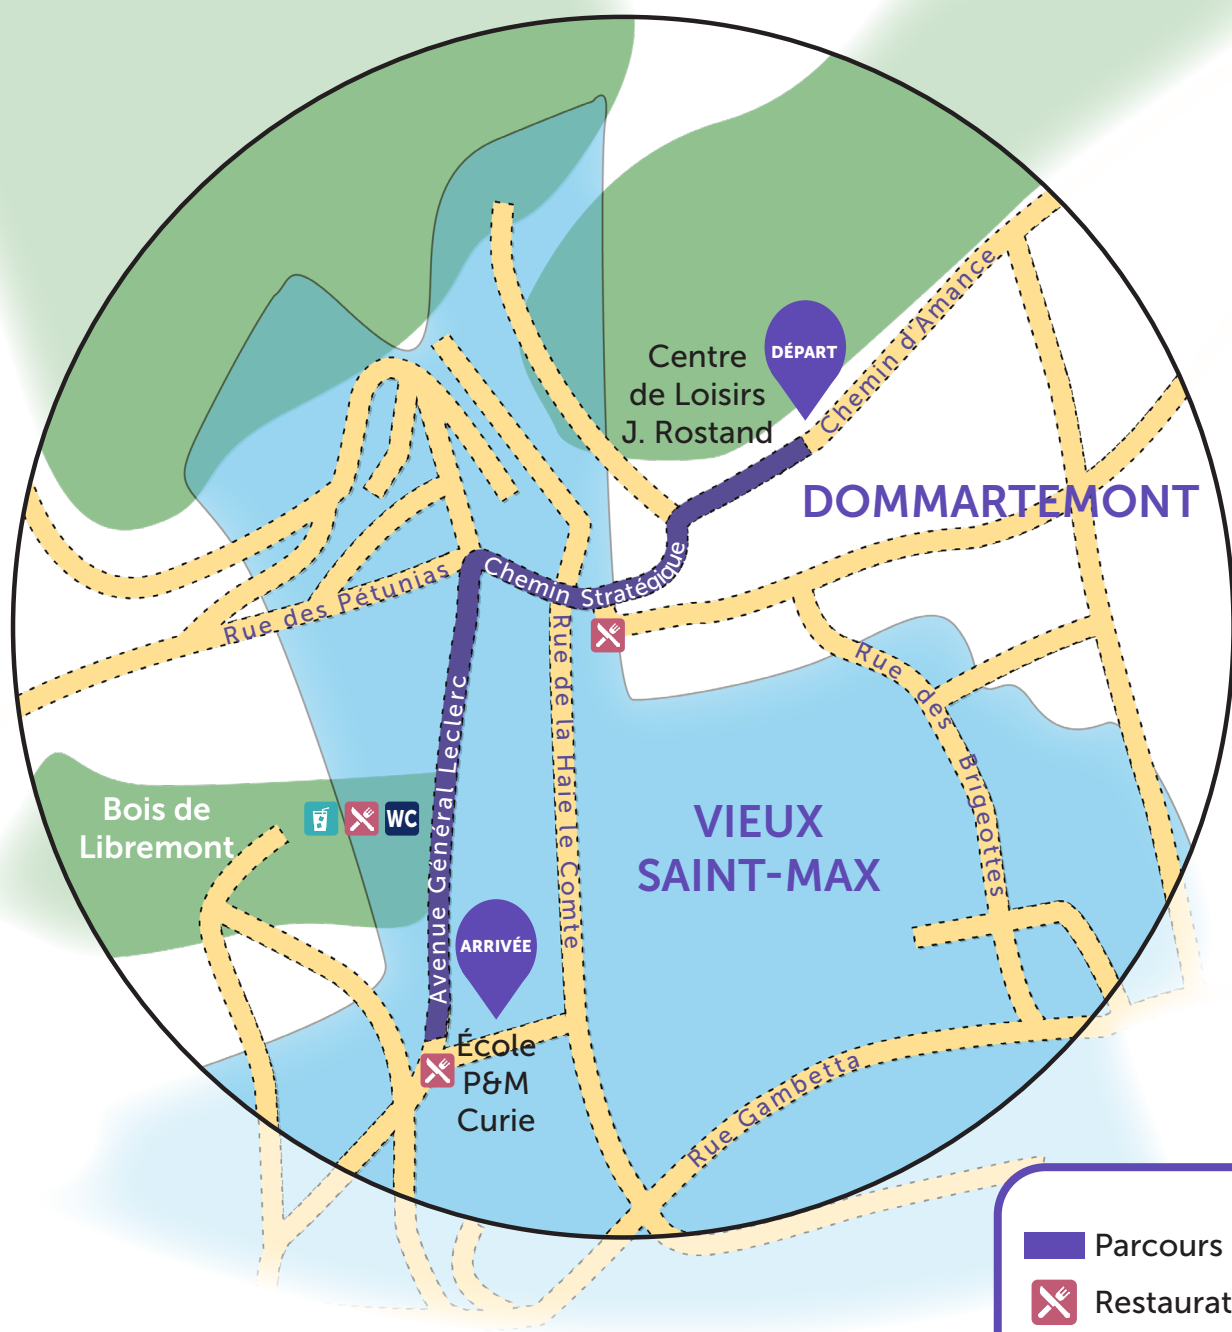 Centre
de Loisirs
J. Rostand
DÉPART
Chemin d'Amance
DOMMARTEMONT
Chemin Stratégique
Rue des Pétunias
Rue de la Haie le Comte
Rue des Brigeottes
Avenue Général Leclerc
Bois de
Libremont
WC
VIEUX
SAINT-MAX
ARRIVÉE
École
P&M
Curie
Rue Gambetta
Parcours
Restaurat